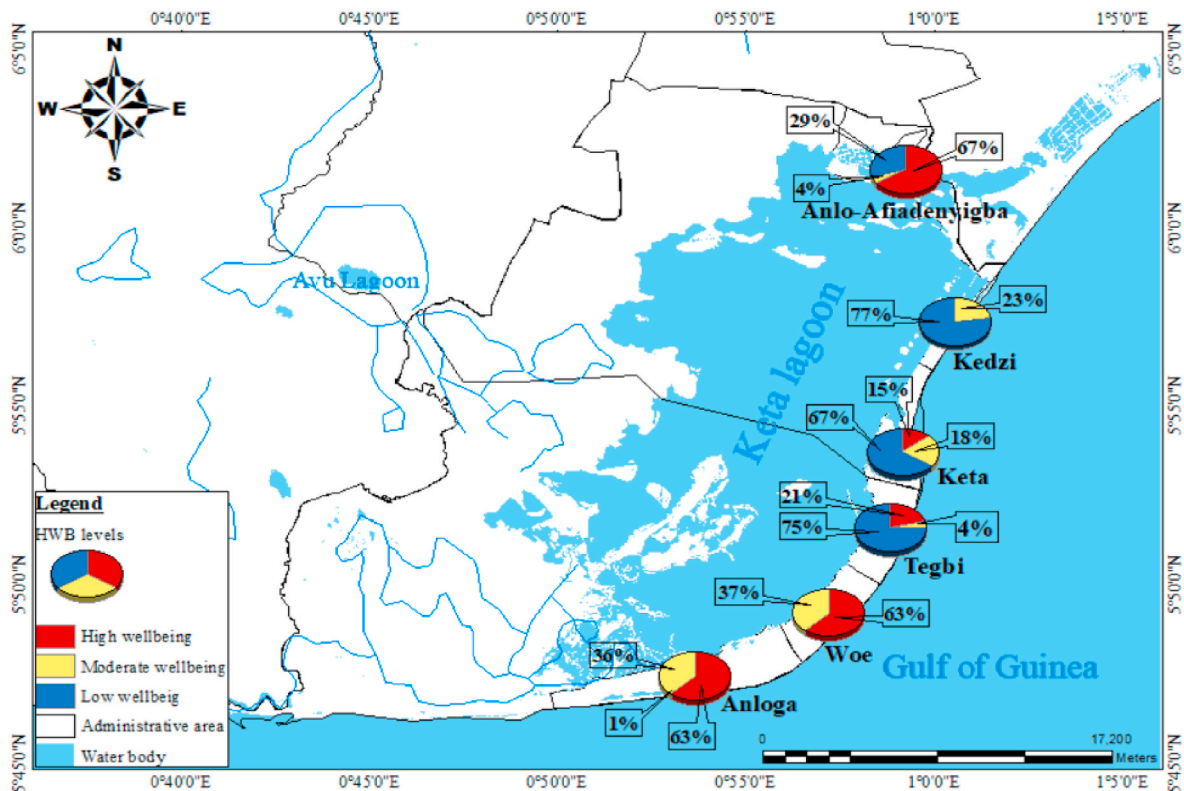 0°40'0"E 0°45'0"E 0°50'0"E 0°55'0"E 1°0'0"E 1°5'0"E
6°5'0"N
6°5'0"N
N
W E
S
29%
67%
4%
Anlo-Afiadenyigba
6°0'0"N
6°0'0"N
Avu Lagoon
Keta lagoon
77%
23%
Kedzi
15%
5°55'0"N
5°55'0"N
67%
18%
Keta
21%
75%
4%
Tegbi
5°50'0"N
5°50'0"N
37%
63%
Woe
Gulf of Guinea
36%
1%
63%
Anloga
Legend
HWB levels
High wellbeing
Moderate wellbeing
Low wellbeig
Administrative area
Water body
0 17,200
Meters
5°45'0"N
5°45'0"N
0°40'0"E 0°45'0"E 0°50'0"E 0°55'0"E 1°0'0"E 1°5'0"E